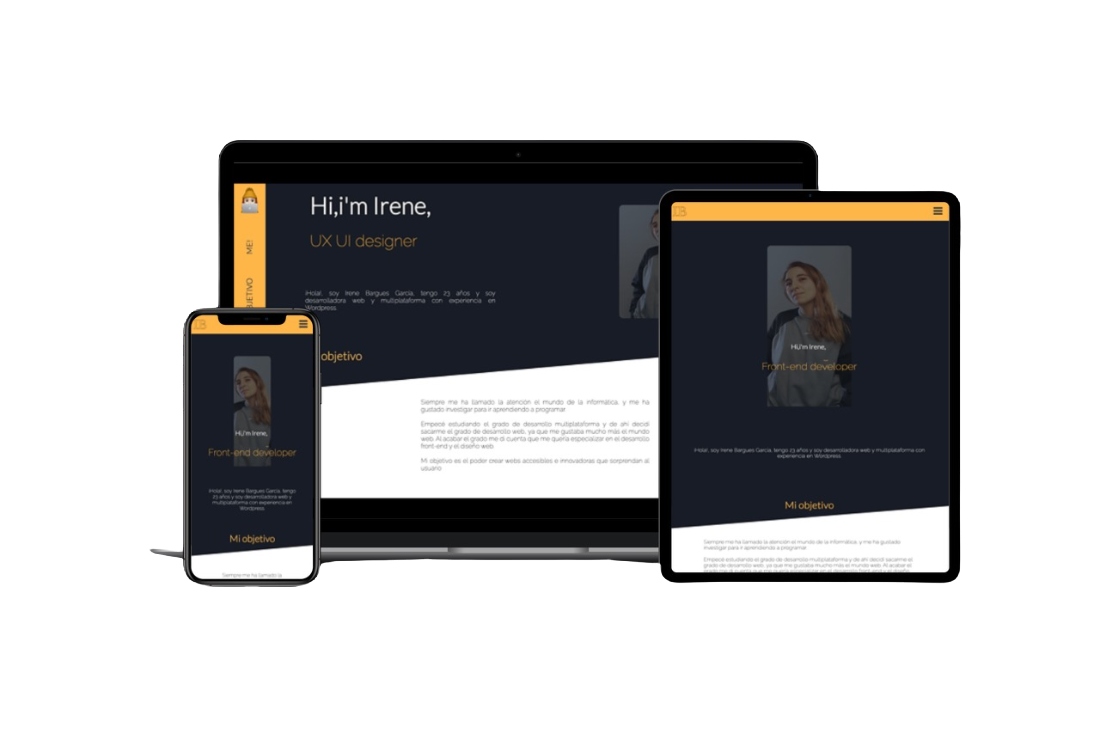 Hi,i'm Irene,
UX UI designer
ME!
¡Hola!, soy Irene Bargues García, tengo 23 años y soy
desarrolladora web y multiplataforma con experiencia en
Wordpress
objetivo
Siempre me ha llamado la atención el mundo de la informática, y me ha
gustado investigar para ir aprendiendo a programar
Empecé estudiando el grado de desarrollo multiplataforma y de ahí decidí
sacarme el grado de desarrollo web, ya que me gustaba mucho más el mundo
web. Al acabar el grado me di cuenta que me quería especializar en el desarrollo
front-end y el diseño web.
Mi objetivo es el poder crear webs accesibles e innovadoras que sorprendan al
usuario
Hi,i'm Irene,
Front-end developer
¡Hola!, soy Irene Bargues García, tengo
23 años y soy desarrolladora web y
multiplataforma con experiencia en
Wordpress
Mi objetivo
Siempre me ha llamado la
Hi,i'm Irene,
Front-end developer
¡Hola!, soy Irene Bargues García, tengo 23 años y soy desarrolladora web y multiplataforma con
experiencia en Wordpress
Mi objetivo
Siempre me ha llamado la atención el mundo de la informática, y me ha gustado
investigar para ir aprendiendo a programar
Empecé estudiando el grado de desarrollo multiplataforma y de ahí decidí sacarme el
grado de desarrollo web, ya que me gustaba mucho más el mundo web. Al acabar el